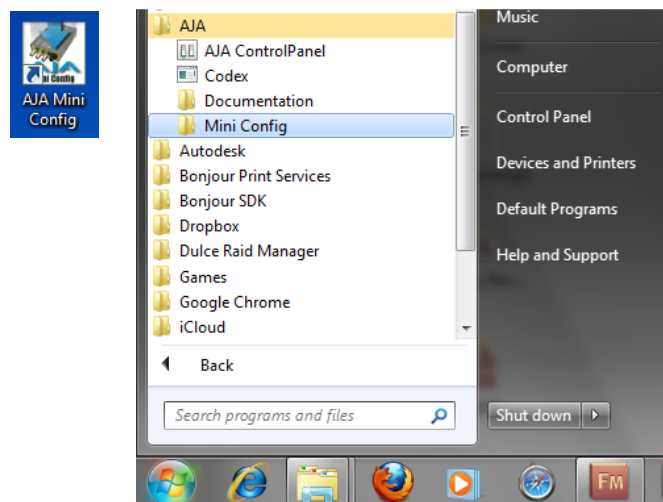 AJA Mini
Config
AJA
AJA ControlPanel
Codex
Documentation
Mini Config
Autodesk
Bonjour Print Services
Bonjour SDK
Dropbox
Dulce Raid Manager
Games
Google Chrome
iCloud
Back
Search programs and files
Music
Computer
Control Panel
Devices and Printers
Default Programs
Help and Support
Shut down
FM